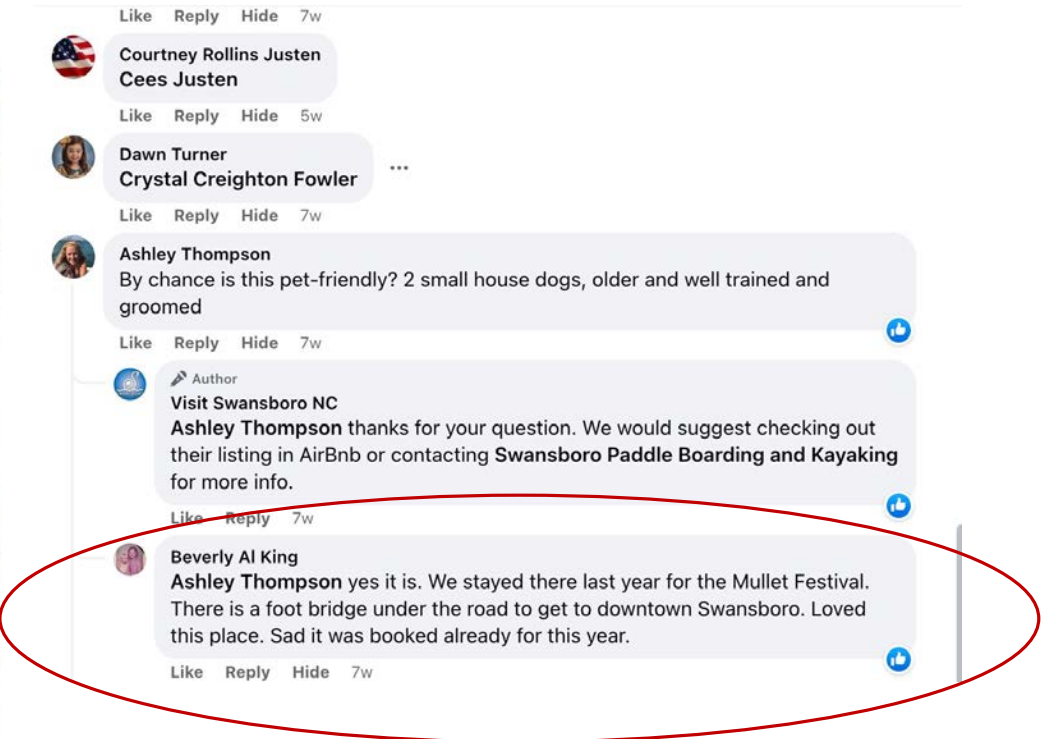 Like Reply Hide 7w
Courtney Rollins Justen
Cees Justen
Like Reply Hide 5w
Dawn Turner
Crystal Creighton Fowler
...
Like Reply Hide 7w
Ashley Thompson
By chance is this pet-friendly? 2 small house dogs, older and well trained and
groomed
Like Reply Hide 7w
Author
Visit Swansboro NC
Ashley Thompson thanks for your question. We would suggest checking out
their listing in AirBnb or contacting Swansboro Paddle Boarding and Kayaking
for more info.
Like Reply 7w
Beverly Al King
Ashley Thompson yes it is. We stayed there last year for the Mullet Festival.
There is a foot bridge under the road to get to downtown Swansboro. Loved
this place. Sad it was booked already for this year.
Like Reply Hide 7w